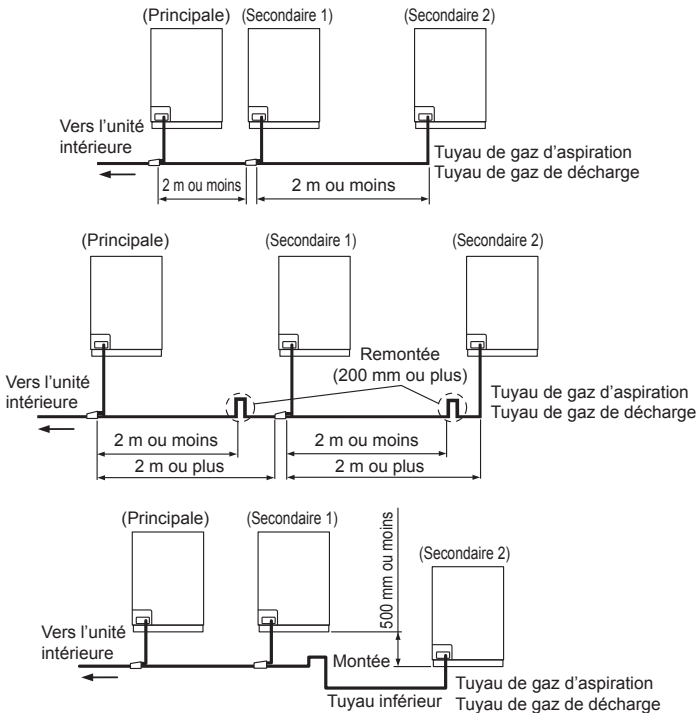 (Principale)
(Secondaire 1)
(Secondaire 2)
Vers l'unité
intérieure
Tuyau de gaz d'aspiration
Tuyau de gaz de décharge
2 m ou moins
2 m ou moins
(Principale)
(Secondaire 1)
(Secondaire 2)
Remontée
(200 mm ou plus)
Vers l'unité
intérieure
Tuyau de gaz d'aspiration
Tuyau de gaz de décharge
2 m ou moins
2 m ou moins
2 m ou plus
2 m ou plus
(Principale)
(Secondaire 1)
500 mm ou moins
(Secondaire 2)
Vers l'unité
intérieure
Montée
Tuyau inférieur
Tuyau de gaz d'aspiration
Tuyau de gaz de décharge